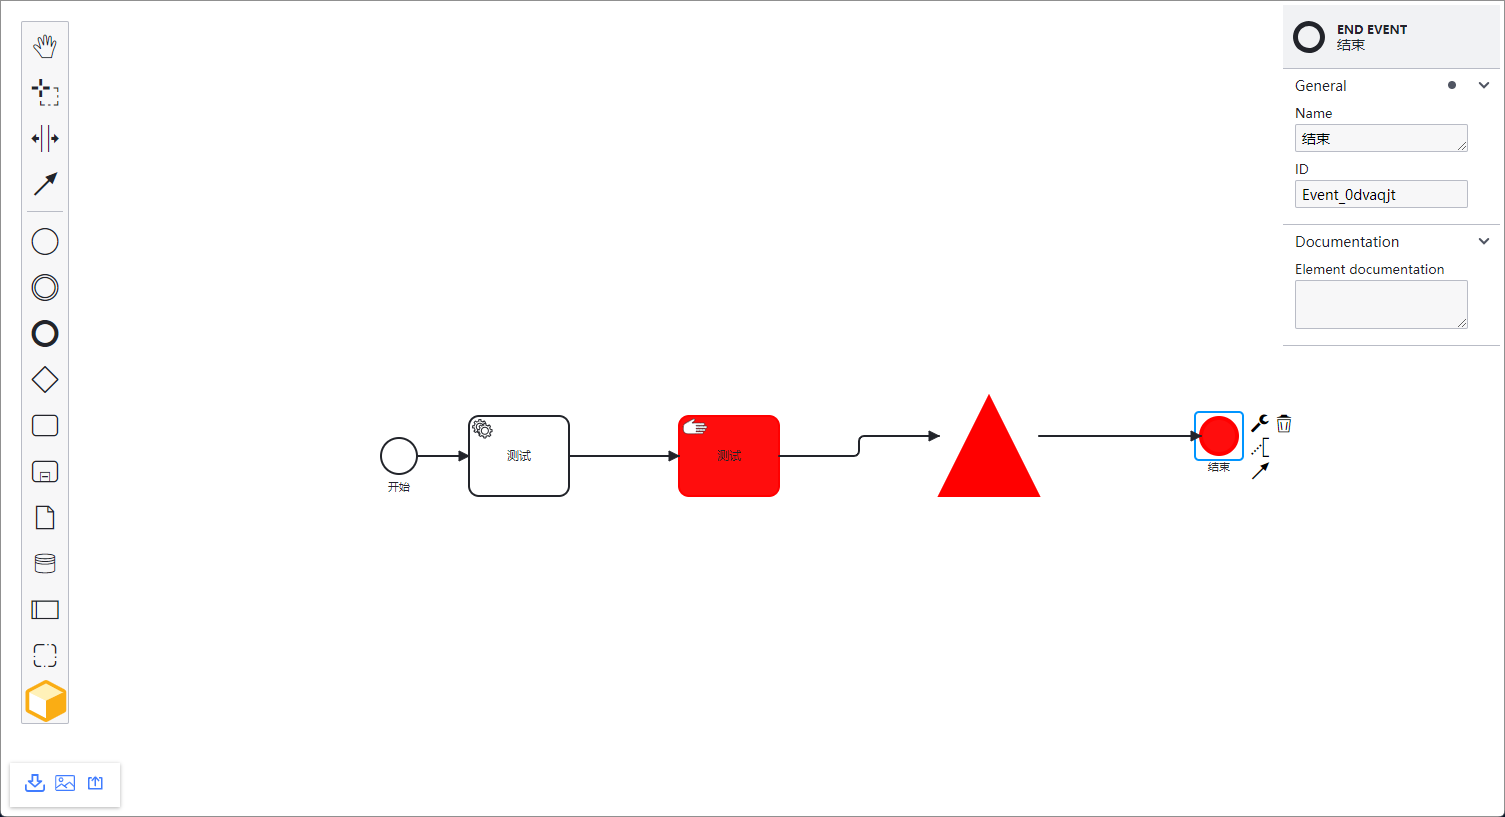 END EVENT
结束
General
Name
结束
ID
Event_0dvaqjt
Documentation
Element documentation
开始
测试
测试
结束